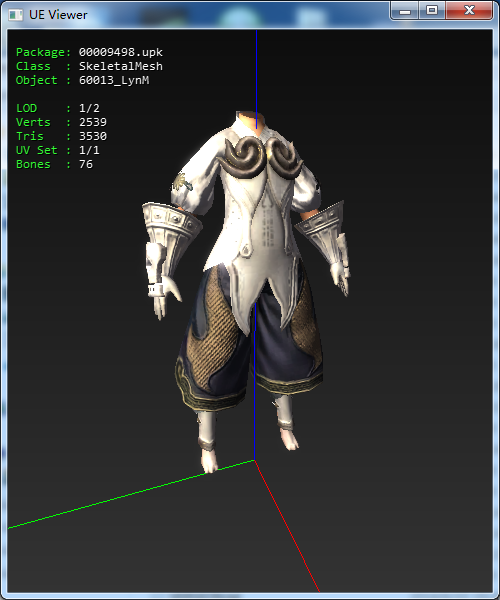 UE Viewer
Package: 00009498.upk
Class  : SkeletalMesh
Object : 60013_LynM
LOD    : 1/2
Verts  : 2539
Tris   : 3530
UV Set : 1/1
Bones  : 76